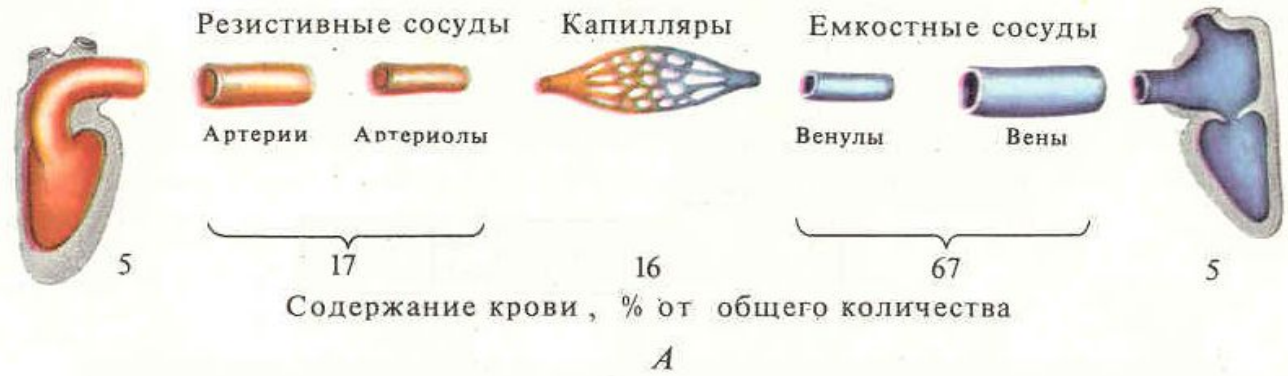 Резистивные сосуды Капилляры Емкостные сосуды
Артерии Артериолы Венулы Вены
5 17 16 67 5
Содержание крови, % от общего количества
А